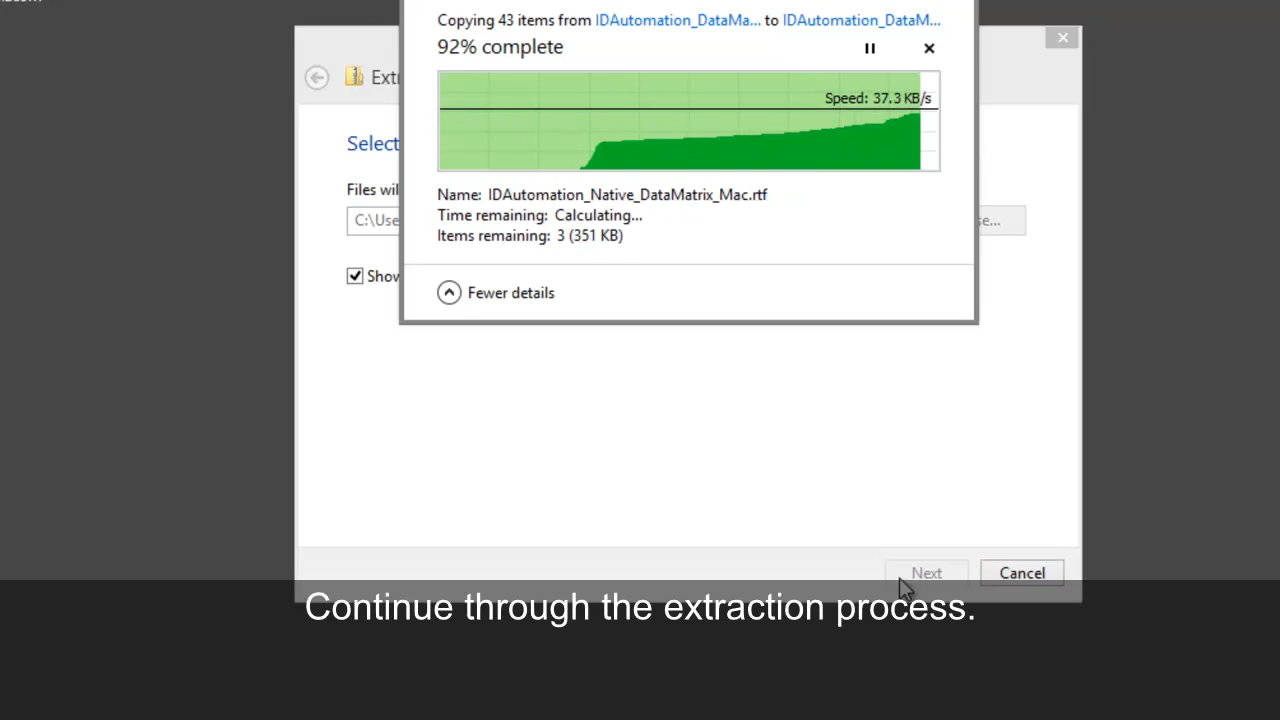 Copying 43 items from IDAutomation_DataMa... to IDAutomation_DataM...
92% complete
Speed: 37.3 KB/s
Name: IDAutomation_Native_DataMatrix_Mac.rtf
Time remaining: Calculating...
Items remaining: 3 (351 KB)
Fewer details
Extr
Select
Files wil
C:\Use
se...
Show
Next
Cancel
Continue through the extraction process.